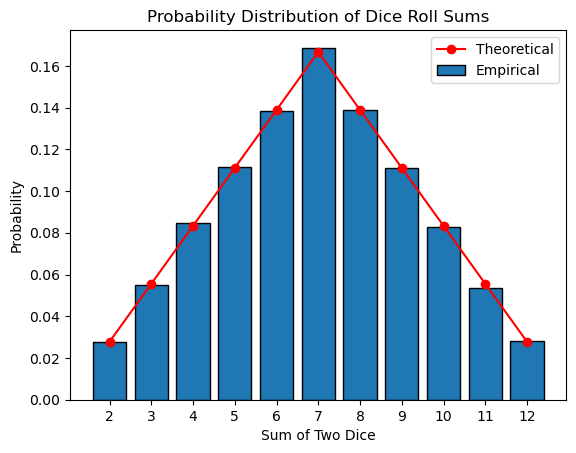 Probability Distribution of Dice Roll Sums
Theoretical
Empirical
0.16
0.14
0.12
0.10
0.08
0.06
0.04
0.02
0.00
Probability
2 3 4 5 6 7 8 9 10 11 12
Sum of Two Dice